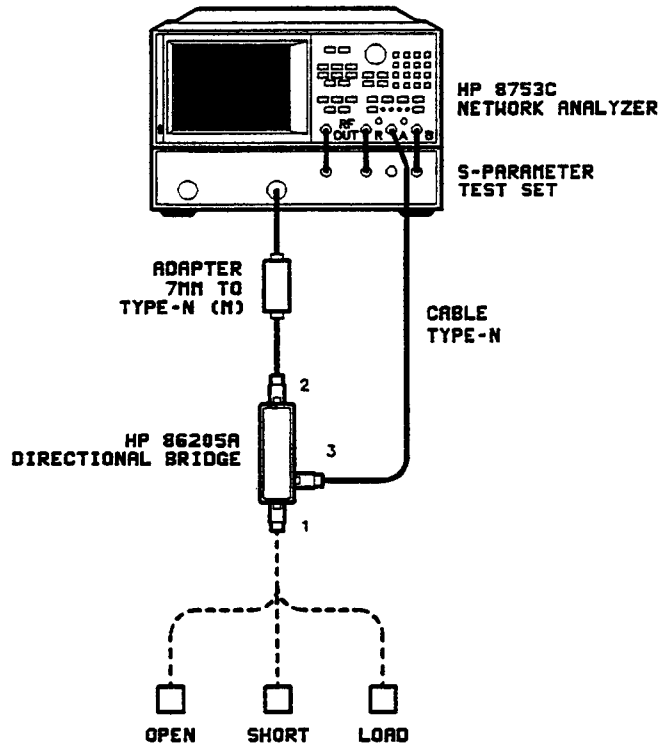 HP 8753C
NETWORK ANALYZER
RF
OUT R A B
S-PARAMETER
TEST SET
ADAPTER
7MM TO
TYPE-N (M)
CABLE
TYPE-N
2
HP 86205A
DIRECTIONAL BRIDGE
3
1
OPEN SHORT LOAD